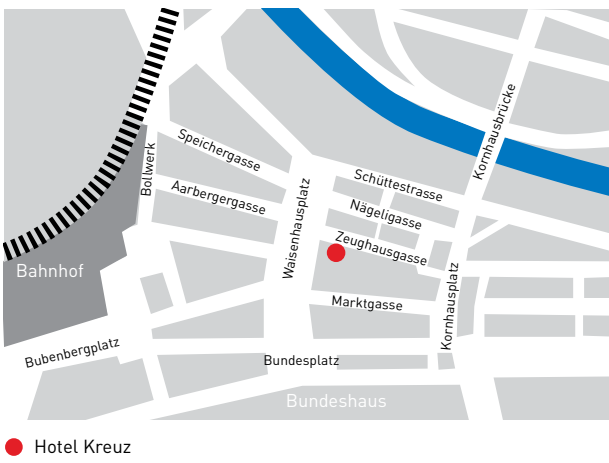 Kornhausbrücke
Speichergasse
Bollwerk
Schüttestrasse
Aarbergergasse
Nägeligasse
Waisenhausplatz
Zeughausgasse
Bahnhof
Marktgasse
Kornhausplatz
Bubenbergplatz
Bundesplatz
Bundeshaus
Hotel Kreuz